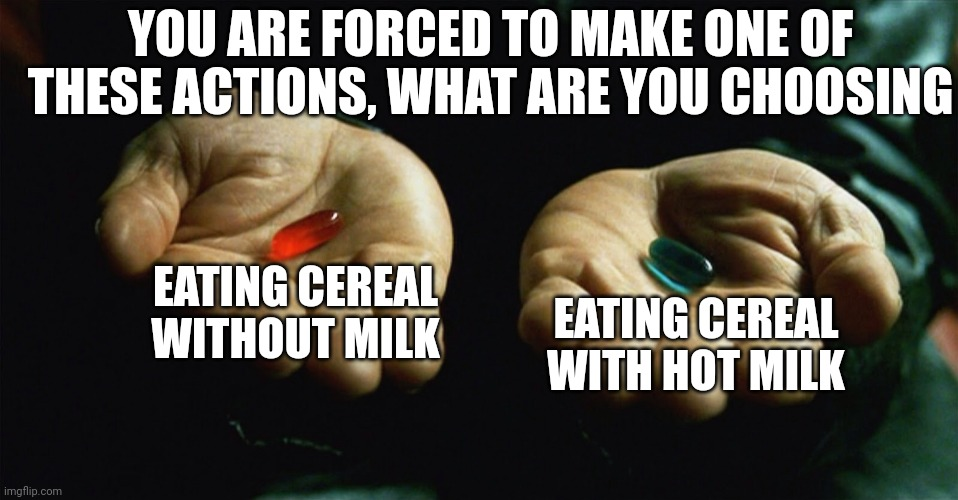 YOU ARE FORCED TO MAKE ONE OF
THESE ACTIONS, WHAT ARE YOU CHOOSING
EATING CEREAL
WITHOUT MILK
EATING CEREAL
WITH HOT MILK
imgflip.com